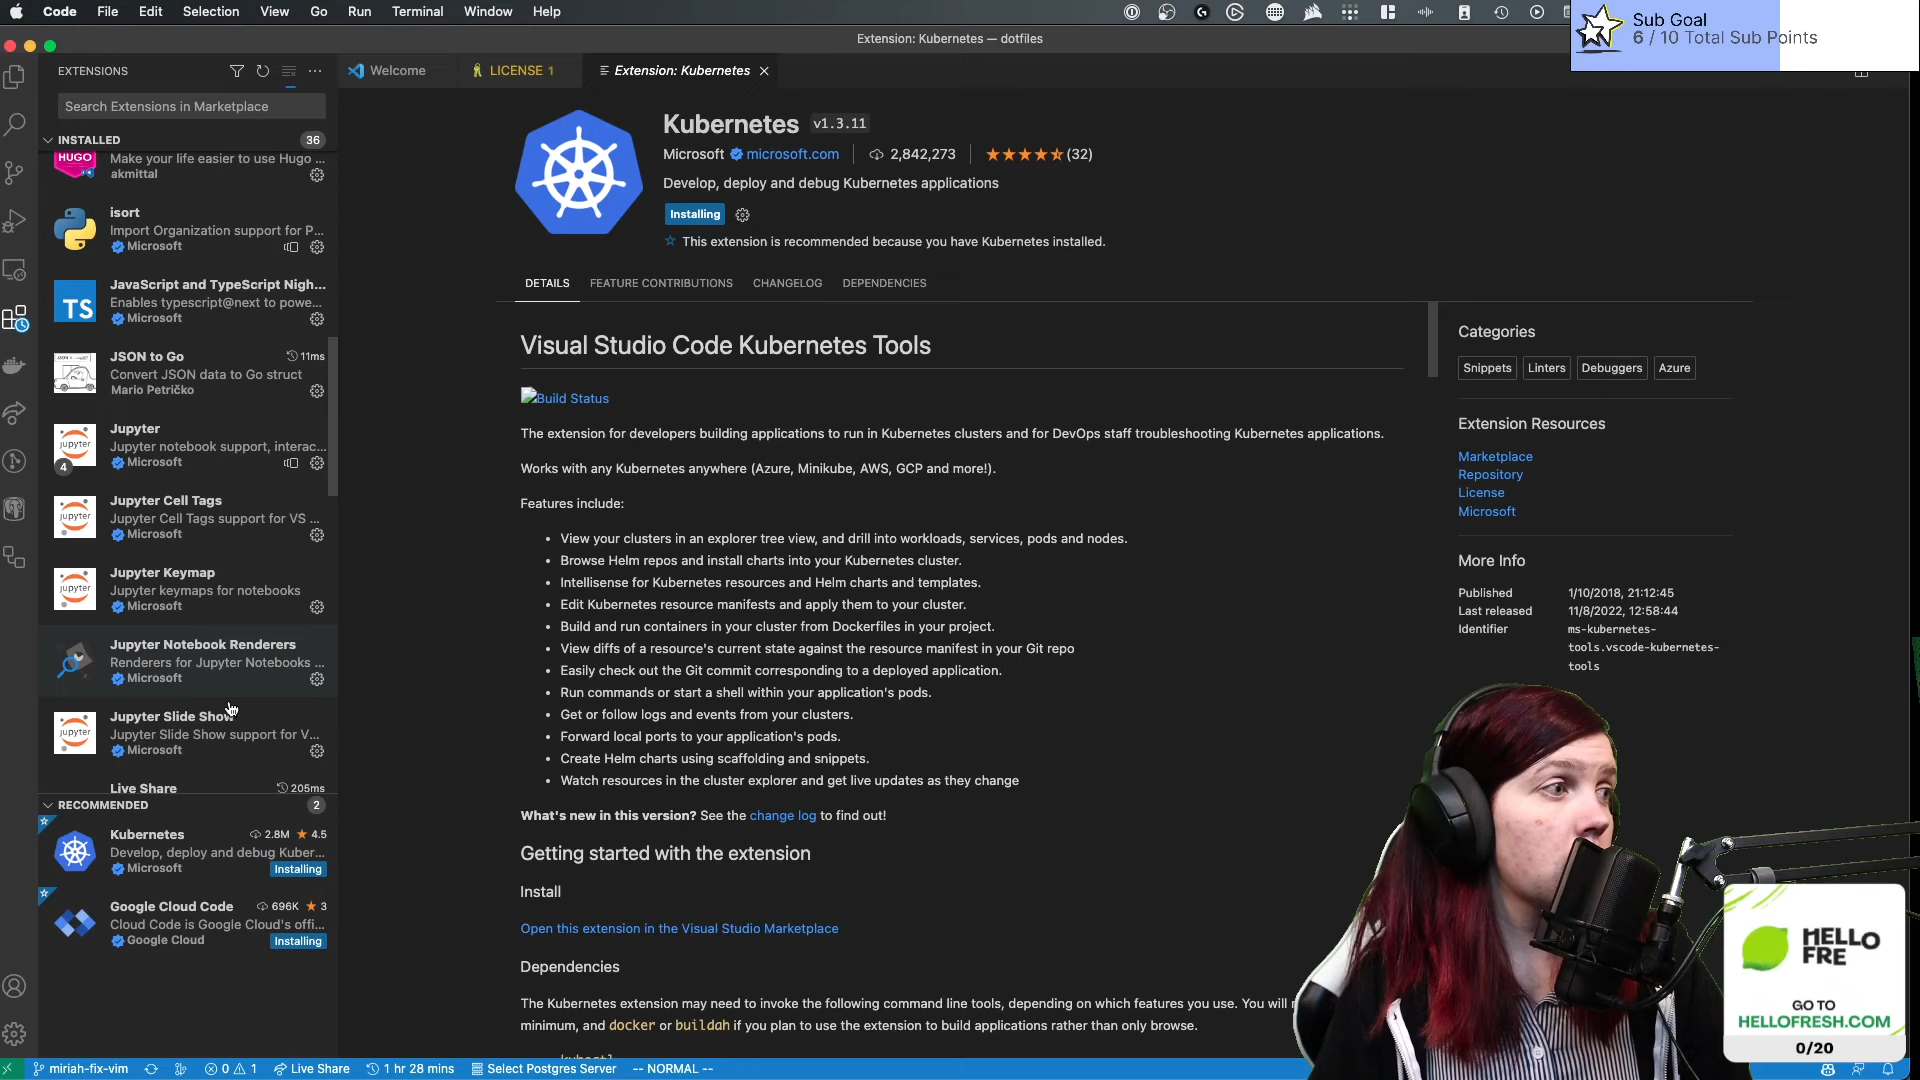 Code File Edit Selection View Go Run Terminal Window Help
Sub Goal
6 / 10 Total Sub Points
Extension: Kubernetes — dotfiles
EXTENSIONS
Welcome
LICENSE 1
Extension: Kubernetes
Search Extensions in Marketplace
INSTALLED 36
HUGO
Make your life easier to use Hugo ...
akmittal
isort
Import Organization support for P...
Microsoft
JavaScript and TypeScript Nigh...
TS
Enables typescript@next to powe...
Microsoft
JSON to Go 11ms
Convert JSON data to Go struct
Mario Petričko
Jupyter
jupyter
Jupyter notebook support, interac...
4
Microsoft
Jupyter Cell Tags
jupyter
Jupyter Cell Tags support for VS ...
Microsoft
Jupyter Keymap
jupyter
Jupyter keymaps for notebooks
Microsoft
Jupyter Notebook Renderers
Renderers for Jupyter Notebooks ...
Microsoft
Jupyter Slide Show
jupyter
Jupyter Slide Show support for V...
Microsoft
Live Share 205ms
RECOMMENDED 2
Kubernetes 2.8M 4.5
Develop, deploy and debug Kuber...
Microsoft Installing
Google Cloud Code 696K 3
Cloud Code is Google Cloud's offi...
Google Cloud Installing
Kubernetes v1.3.11
Microsoft microsoft.com 2,842,273 (32)
Develop, deploy and debug Kubernetes applications
Installing
This extension is recommended because you have Kubernetes installed.
DETAILS FEATURE CONTRIBUTIONS CHANGELOG DEPENDENCIES
Visual Studio Code Kubernetes Tools
Build Status
The extension for developers building applications to run in Kubernetes clusters and for DevOps staff troubleshooting Kubernetes applications.
Works with any Kubernetes anywhere (Azure, Minikube, AWS, GCP and more!).
Features include:
• View your clusters in an explorer tree view, and drill into workloads, services, pods and nodes.
• Browse Helm repos and install charts into your Kubernetes cluster.
• Intellisense for Kubernetes resources and Helm charts and templates.
• Edit Kubernetes resource manifests and apply them to your cluster.
• Build and run containers in your cluster from Dockerfiles in your project.
• View diffs of a resource's current state against the resource manifest in your Git repo
• Easily check out the Git commit corresponding to a deployed application.
• Run commands or start a shell within your application's pods.
• Get or follow logs and events from your clusters.
• Forward local ports to your application's pods.
• Create Helm charts using scaffolding and snippets.
• Watch resources in the cluster explorer and get live updates as they change
What's new in this version? See the change log to find out!
Getting started with the extension
Install
Open this extension in the Visual Studio Marketplace
Dependencies
The Kubernetes extension may need to invoke the following command line tools, depending on which features you use. You will
minimum, and docker or buildah if you plan to use the extension to build applications rather than only browse.
kubectl
Categories
Snippets Linters Debuggers Azure
Extension Resources
Marketplace
Repository
License
Microsoft
More Info
Published 1/10/2018, 21:12:45
Last released 11/8/2022, 12:58:44
Identifier ms-kubernetes-
tools.vscode-kubernetes-
tools
HELLO
FRE
GO TO
HELLOFRESH.COM
0/20
miriah-fix-vim 0 1 Live Share 1 hr 28 mins Select Postgres Server -- NORMAL --